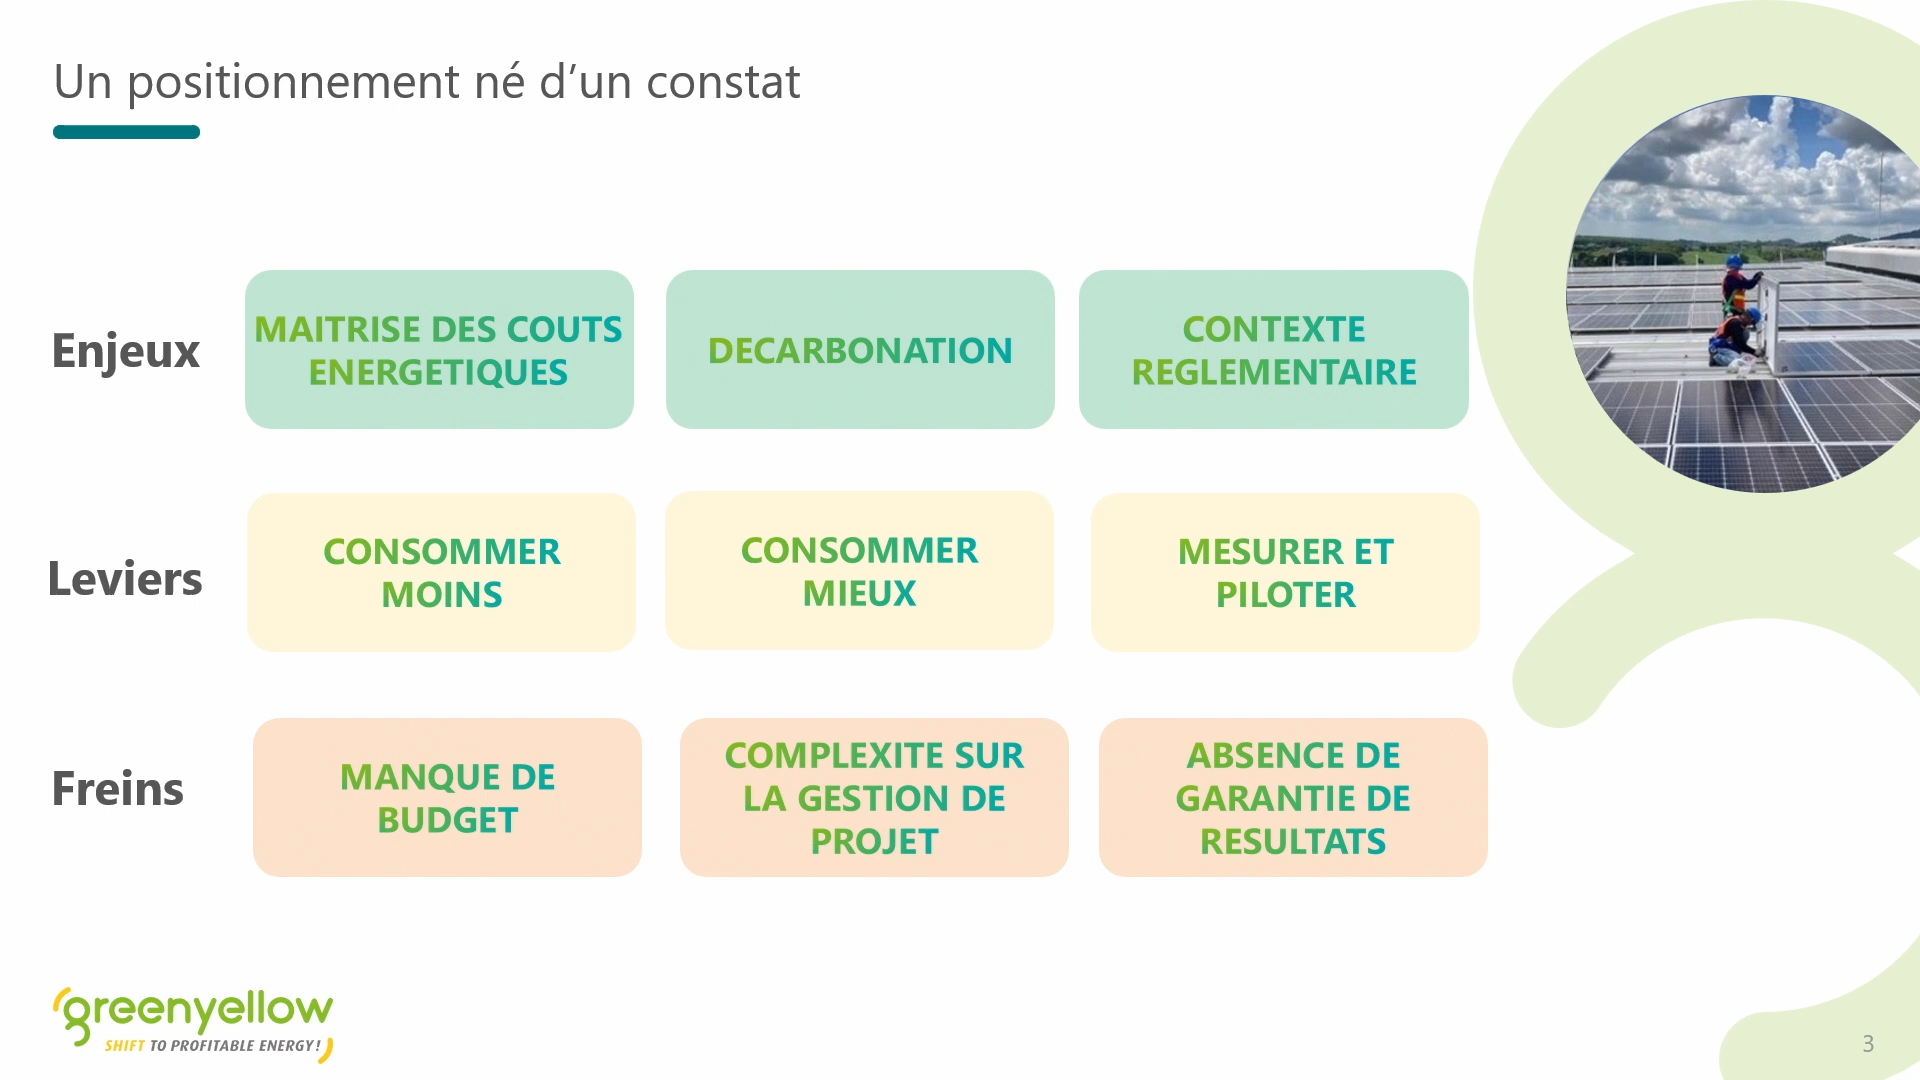 Un positionnement né d’un constat
Enjeux
MAITRISE DES COUTS
ENERGETIQUES
DECARBONATION
CONTEXTE
REGLEMENTAIRE
Leviers
CONSOMMER
MOINS
CONSOMMER
MIEUX
MESURER ET
PILOTER
Freins
MANQUE DE
BUDGET
COMPLEXITE SUR
LA GESTION DE
PROJET
ABSENCE DE
GARANTIE DE
RESULTATS
greenyellow
SHIFT TO PROFITABLE ENERGY!
3